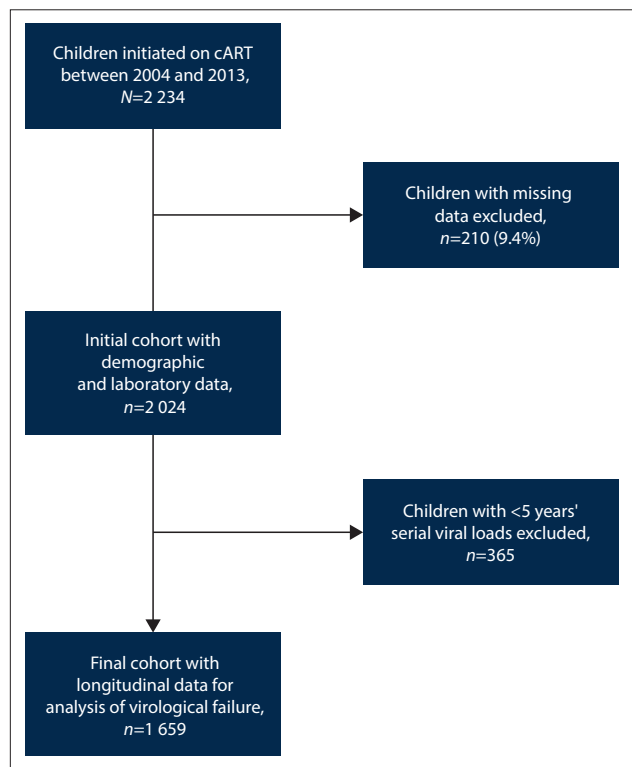 Children initiated on cART
between 2004 and 2013,
N=2 234
Children with missing
data excluded,
n=210 (9.4%)
Initial cohort with
demographic
and laboratory data,
n=2 024
Children with <5 years'
serial viral loads excluded,
n=365
Final cohort with
longitudinal data for
analysis of virological failure,
n=1 659